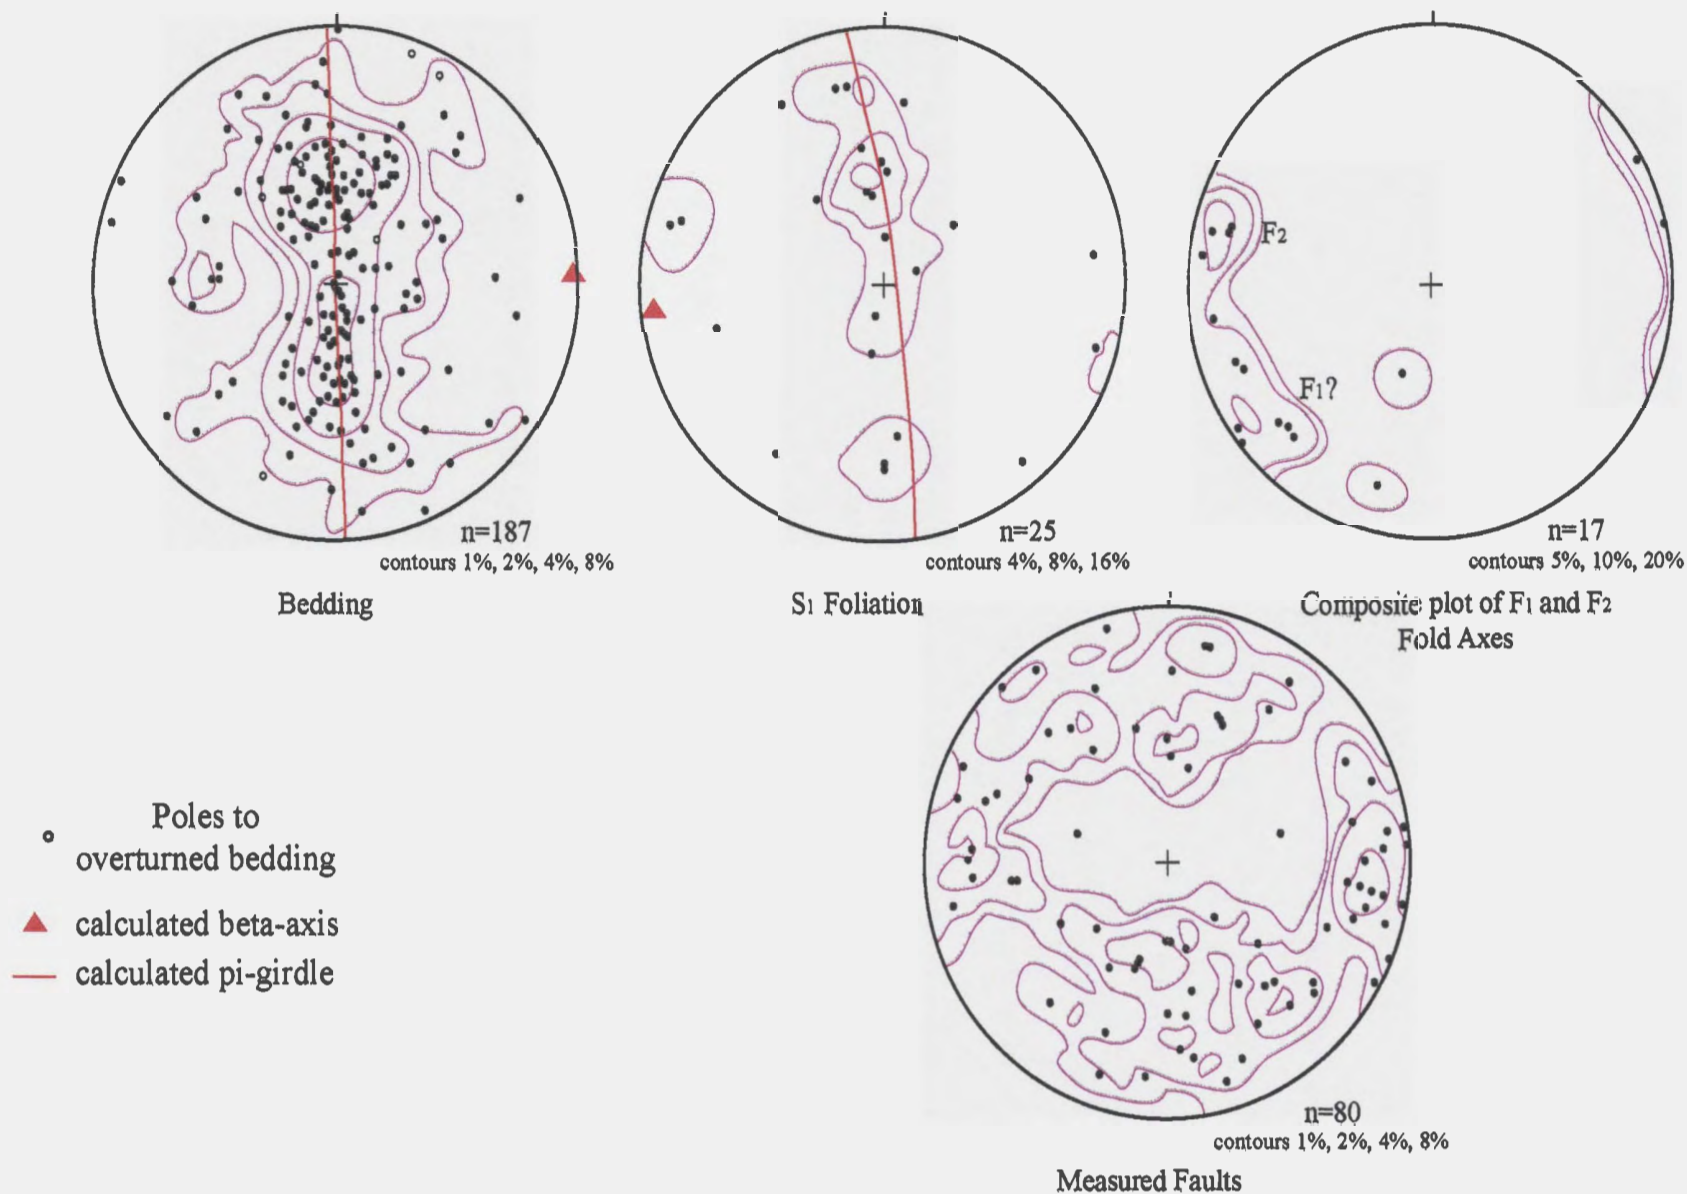 F2
F1?
n=187
contours 1%, 2%, 4%, 8%
Bedding
n=25
contours 4%, 8%, 16%
S1 Foliation
n=17
contours 5%, 10%, 20%
Composite plot of F1 and F2
Fold Axes
Poles to
overturned bedding
calculated beta-axis
calculated pi-girdle
n=80
contours 1%, 2%, 4%, 8%
Measured Faults